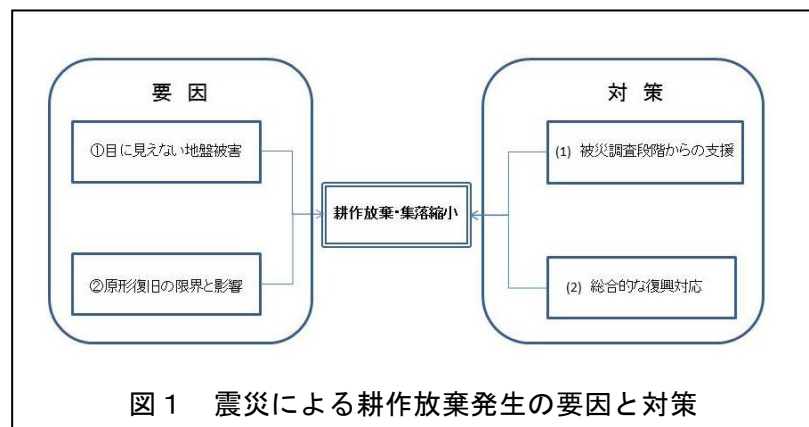 要 因
①目に見えない地盤被害
②原形復旧の限界と影響
耕作放棄・集落縮小
対 策
(1) 被災調査段階からの支援
(2) 総合的な復興対応
図１ 震災による耕作放棄発生の要因と対策